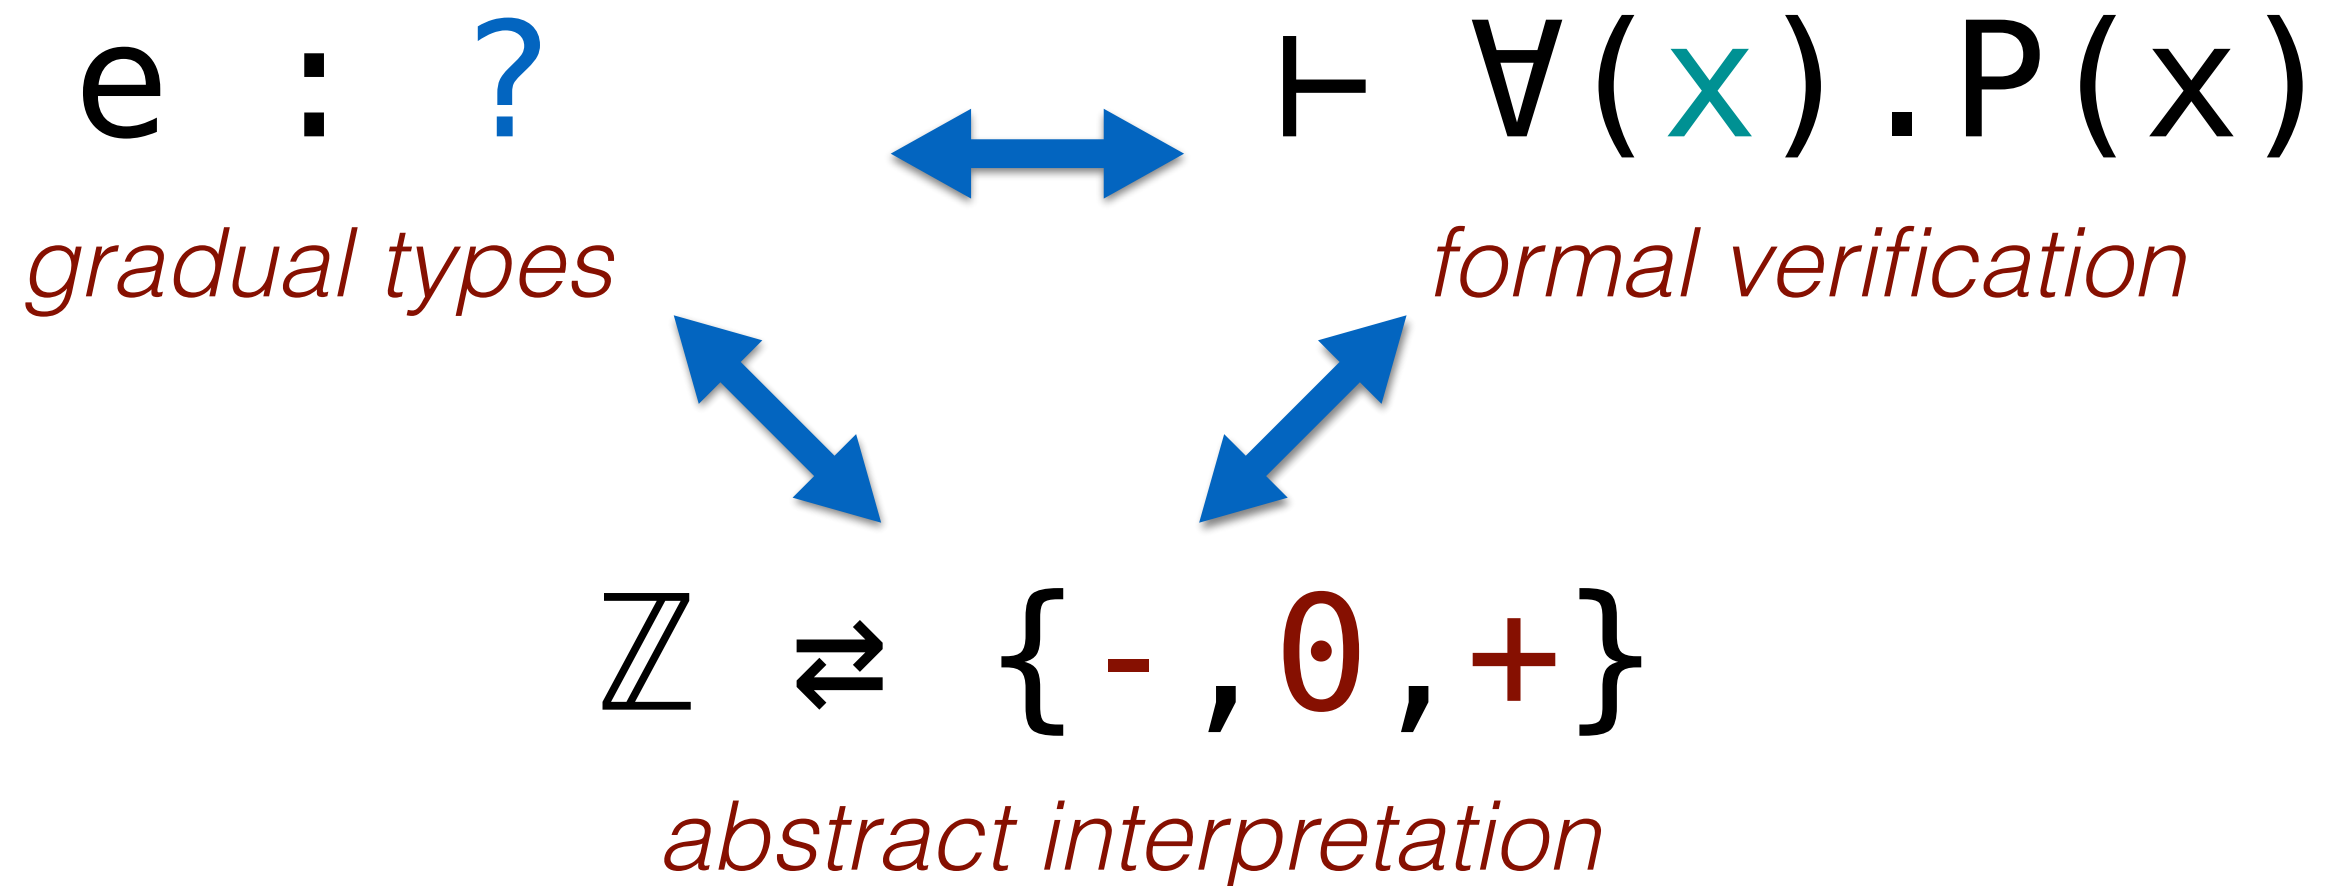 e : ?
⊢ ∀(x).P(x)
gradual types
formal verification
ℤ ⇄ {-,0,+}
abstract interpretation